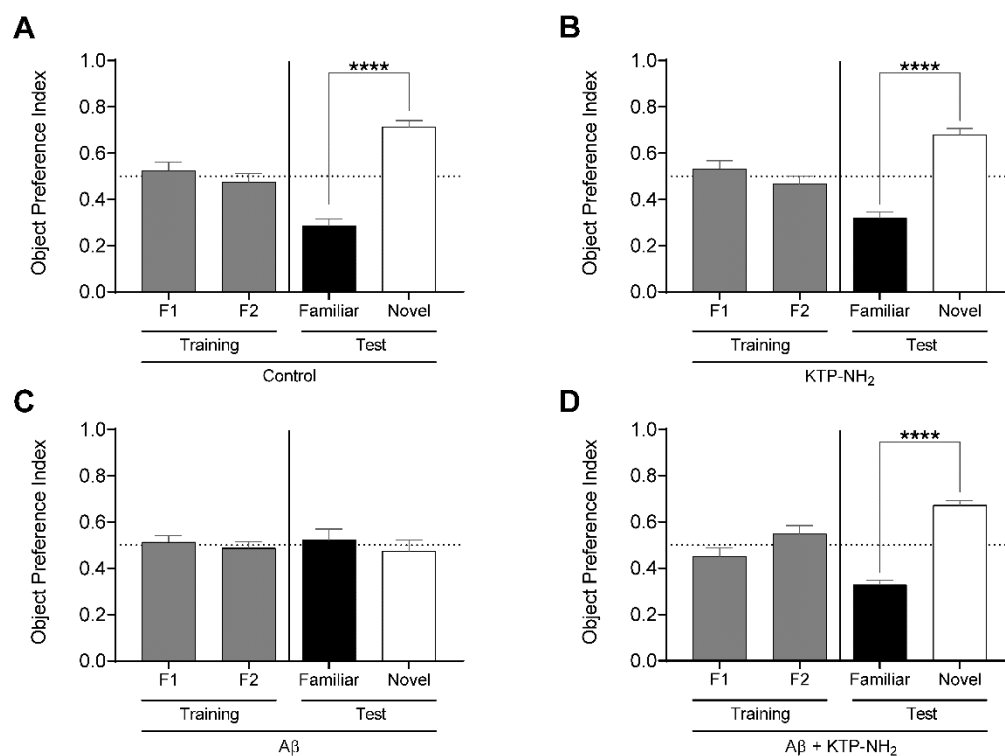 A
Object Preference Index
1.0
0.8
0.6
0.4
0.2
0.0
****
F1 F2 Familiar Novel
Training Test
Control
B
Object Preference Index
1.0
0.8
0.6
0.4
0.2
0.0
****
F1 F2 Familiar Novel
Training Test
KTP-NH₂
C
Object Preference Index
1.0
0.8
0.6
0.4
0.2
0.0
F1 F2 Familiar Novel
Training Test
Aβ
D
Object Preference Index
1.0
0.8
0.6
0.4
0.2
0.0
****
F1 F2 Familiar Novel
Training Test
Aβ + KTP-NH₂